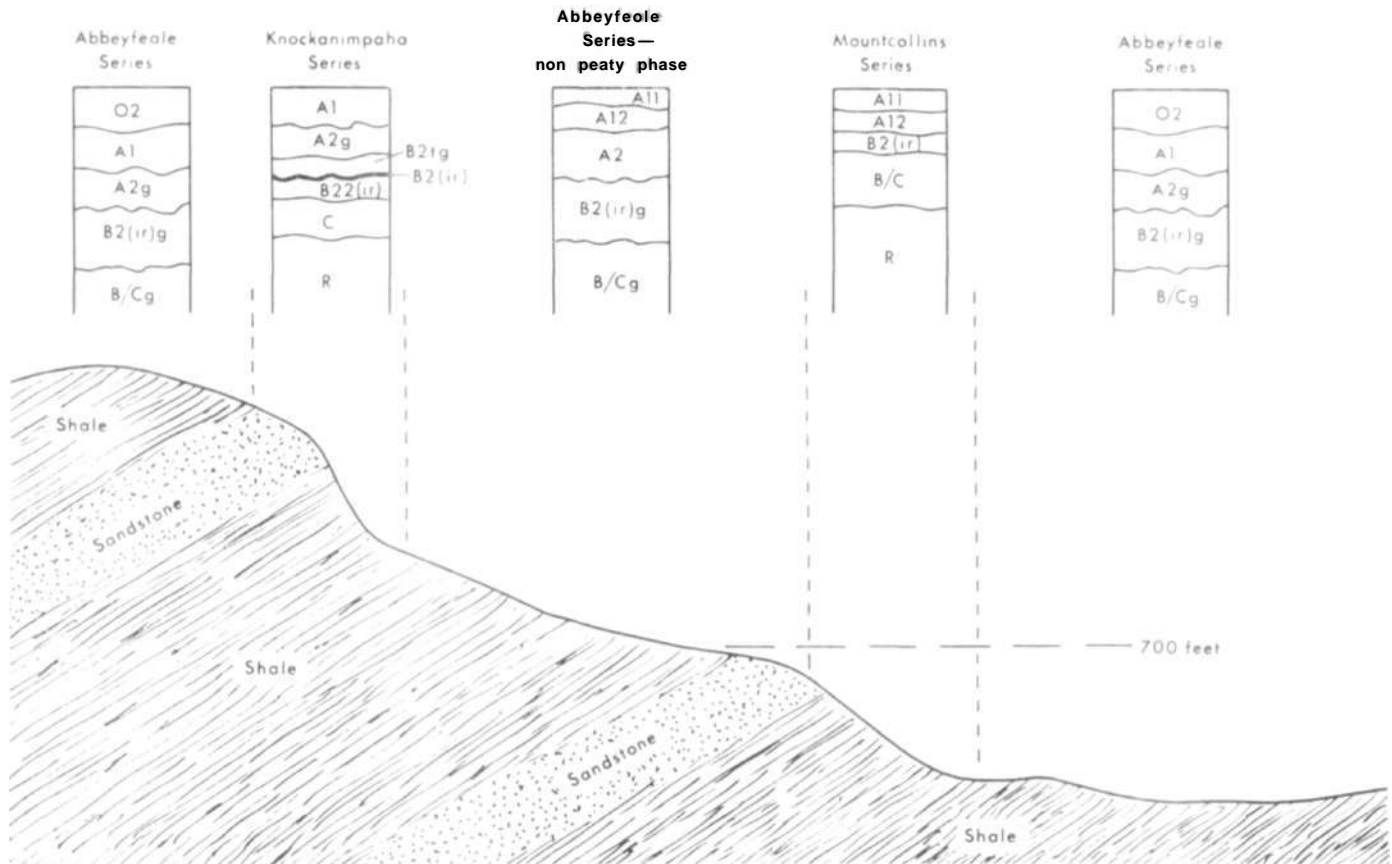 Abbeyfeale
Series
Knockanimpaha
Series
Abbeyfeole
Series—
non peaty phase
Mountcollins
Series
Abbeyfeale
Series
O2
A1
A2g
B2(ir)g
B/Cg
A1
A2g
B2tg
B2(ir)
B22(ir)
C
R
A11
A12
A2
B2(ir)g
B/Cg
A11
A12
B2(ir)
B/C
R
O2
A1
A2g
B2(ir)g
B/Cg
Shale
Sandstone
Shale
700 feet
Sandstone
Shale